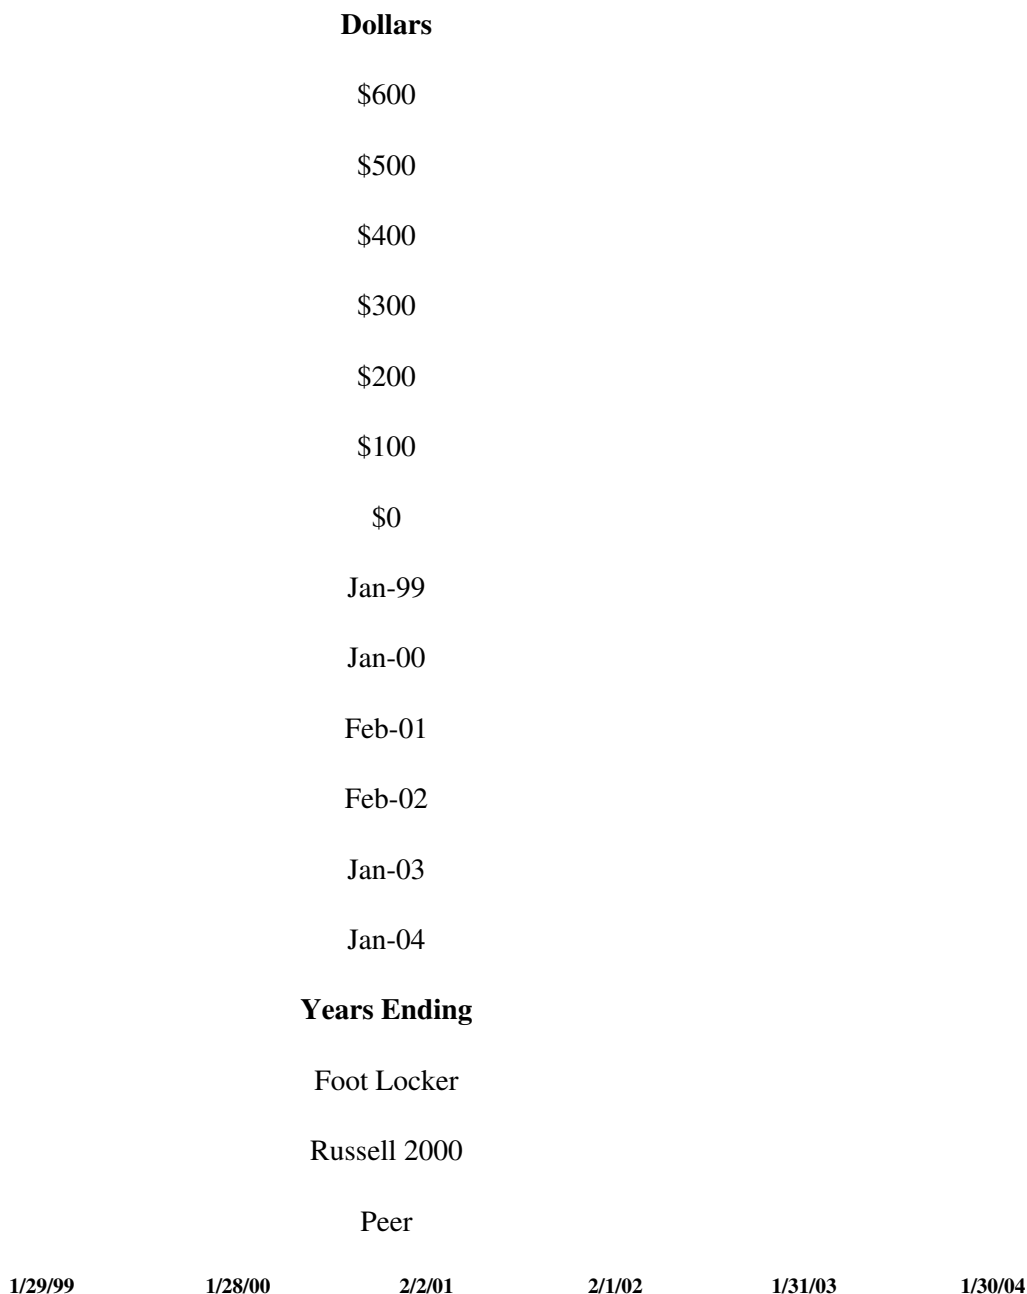 Dollars
$600
$500
$400
$300
$200
$100
$0
Jan-99
Jan-00
Feb-01
Feb-02
Jan-03
Jan-04
Years Ending
Foot Locker
Russell 2000
Peer
1/29/99 1/28/00 2/2/01 2/1/02 1/31/03 1/30/04